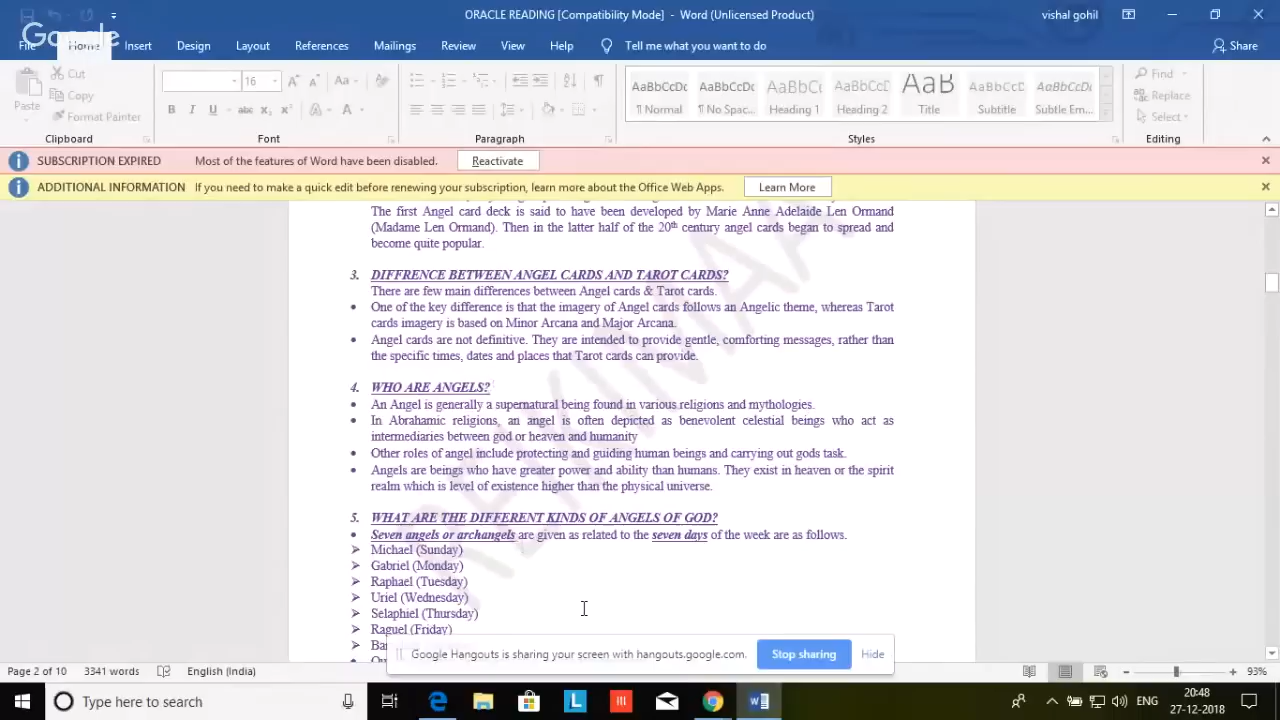 ORACLE READING [Compatibility Mode] - Word (Unlicensed Product)
vishal gohil
Google
File Home Insert Design Layout References Mailings Review View Help Tell me what you want to do Share
Cut
Copy
Paste
Format Painter
16
AaBbCcDc AaBbCcDc AaBbC AaBbCcC AaB AaBbCcD AaBbCcDc
¶ Normal ¶ No Spac... Heading 1 Heading 2 Title Subtitle Subtle Em...
Find
Replace
Select
Clipboard Font Paragraph Styles Editing
SUBSCRIPTION EXPIRED Most of the features of Word have been disabled. Reactivate
ADDITIONAL INFORMATION If you need to make a quick edit before renewing your subscription, learn more about the Office Web Apps. Learn More
The first Angel card deck is said to have been developed by Marie Anne Adelaide Len Ormand
(Madame Len Ormand). Then in the latter half of the 20th century angel cards began to spread and
become quite popular.
3. DIFFRENCE BETWEEN ANGEL CARDS AND TAROT CARDS?
There are few main differences between Angel cards & Tarot cards.
• One of the key difference is that the imagery of Angel cards follows an Angelic theme, whereas Tarot
cards imagery is based on Minor Arcana and Major Arcana.
• Angel cards are not definitive. They are intended to provide gentle, comforting messages, rather than
the specific times, dates and places that Tarot cards can provide.
4. WHO ARE ANGELS?
• An Angel is generally a supernatural being found in various religions and mythologies.
• In Abrahamic religions, an angel is often depicted as benevolent celestial beings who act as
intermediaries between god or heaven and humanity
• Other roles of angel include protecting and guiding human beings and carrying out gods task.
• Angels are beings who have greater power and ability than humans. They exist in heaven or the spirit
realm which is level of existence higher than the physical universe.
5. WHAT ARE THE DIFFERENT KINDS OF ANGELS OF GOD?
• Seven angels or archangels are given as related to the seven days of the week are as follows.
➢ Michael (Sunday)
➢ Gabriel (Monday)
➢ Raphael (Tuesday)
➢ Uriel (Wednesday)
➢ Selaphiel (Thursday)
➢ Raguel (Friday)
Google Hangouts is sharing your screen with hangouts.google.com. Stop sharing Hide
Page 2 of 10 3341 words English (India) 93%
Type here to search
ENG
20:48
27-12-2018